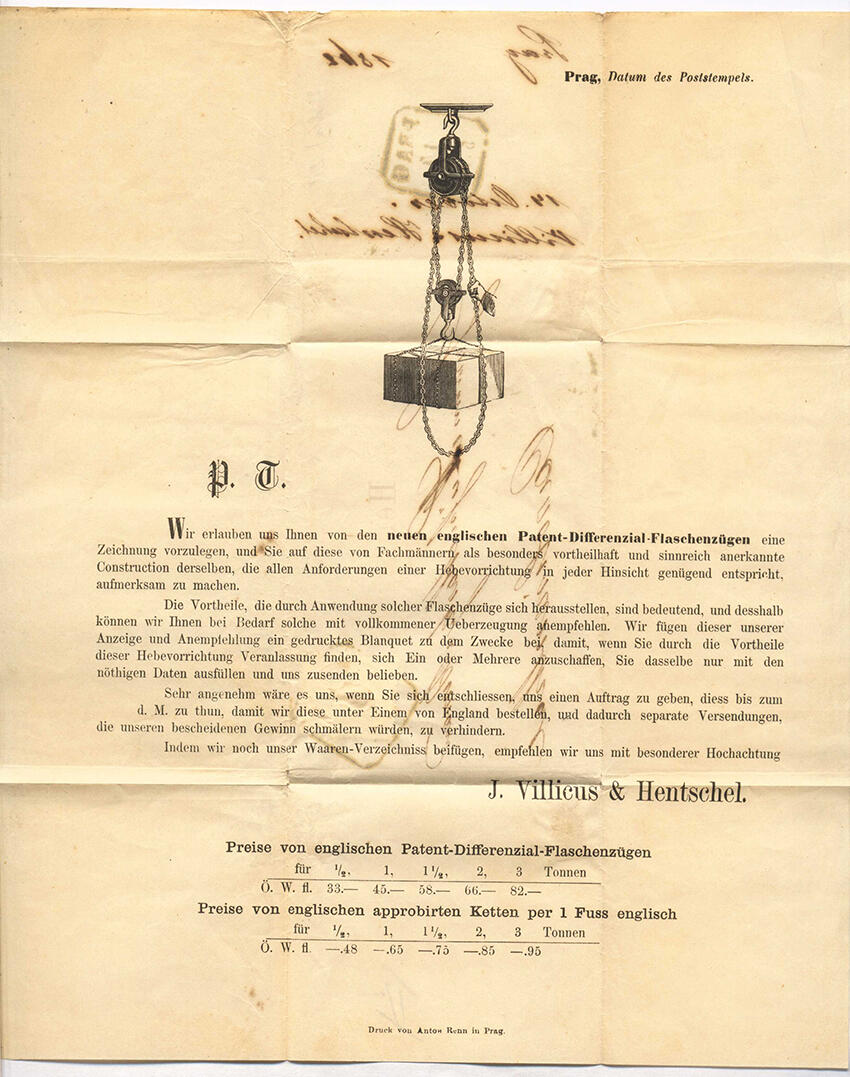 Prag 1862
Prag, Datum des Poststempels.
PRAG
14. October.
Villicus & Hentschel.
P. T.
Wir erlauben uns Ihnen von den neuen englischen Patent-Differenzial-Flaschenzügen eine
Zeichnung vorzulegen, und Sie auf diese von Fachmännern als besonders vortheilhaft und sinnreich anerkannte
Construction derselben, die allen Anforderungen einer Hebevorrichtung in jeder Hinsicht genügend entspricht,
aufmerksam zu machen.
Die Vortheile, die durch Anwendung solcher Flaschenzüge sich herausstellen, sind bedeutend, und desshalb
können wir Ihnen bei Bedarf solche mit vollkommener Ueberzeugung anempfehlen. Wir fügen dieser unserer
Anzeige und Anempfehlung ein gedrucktes Blanquet zu dem Zwecke bei, damit, wenn Sie durch die Vortheile
dieser Hebevorrichtung Veranlassung finden, sich Ein oder Mehrere anzuschaffen, Sie dasselbe nur mit den
nöthigen Daten ausfüllen und uns zusenden belieben.
Sehr angenehm wäre es uns, wenn Sie sich entschliessen, uns einen Auftrag zu geben, diess bis zum
d. M. zu thun, damit wir diese unter Einem von England bestellen, und dadurch separate Versendungen,
die unseren bescheidenen Gewinn schmälern würden, zu verhindern.
Indem wir noch unser Waaren-Verzeichniss beifügen, empfehlen wir uns mit besonderer Hochachtung
J. Villicus & Hentschel.
Preise von englischen Patent-Differenzial-Flaschenzügen
für 1/2, 1, 1 1/2, 2, 3 Tonnen
Ö. W. fl. 33.— 45.— 58.— 66.— 82.—
Preise von englischen approbirten Ketten per 1 Fuss englisch
für 1/2, 1, 1 1/2, 2, 3 Tonnen
Ö. W. fl. —.48 —.65 —.75 —.85 —.95
Druck von Anton Renn in Prag.